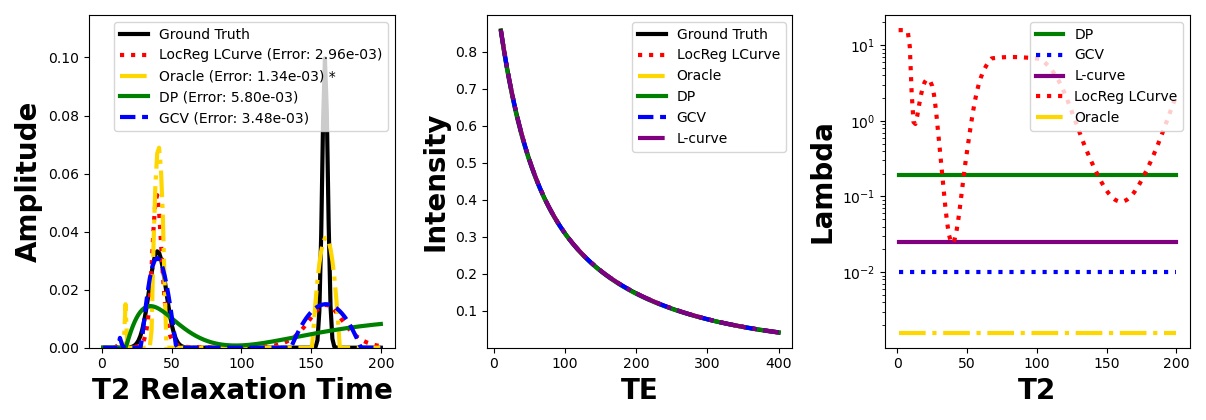 Amplitude
0.10
0.08
0.06
0.04
0.02
0.00
Ground Truth
LocReg LCurve (Error: 2.96e-03)
Oracle (Error: 1.34e-03) *
DP (Error: 5.80e-03)
GCV (Error: 3.48e-03)
0 50 100 150 200
T2 Relaxation Time
Intensity
0.8
0.7
0.6
0.5
0.4
0.3
0.2
0.1
Ground Truth
LocReg LCurve
Oracle
DP
GCV
L-curve
0 100 200 300 400
TE
Lambda
10¹
10⁰
10⁻¹
10⁻²
DP
GCV
L-curve
LocReg LCurve
Oracle
0 50 100 150 200
T2